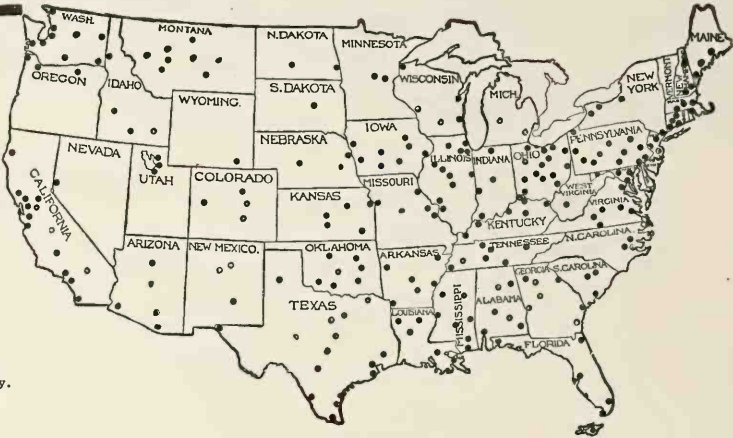 WASH.
MONTANA
N.DAKOTA
MINNESOTA
MAINE
OREGON
IDAHO
WYOMING.
S.DAKOTA
WISCONSIN
MICH.
NEW YORK
VERMONT
NEW
NEVADA
UTAH
COLORADO
NEBRASKA
IOWA
ILLINOIS
INDIANA
OHIO
PENNSYLVANIA
CALIFORNIA
KANSAS
MISSOURI
KENTUCKY
WEST VIRGINIA
VIRGINIA
ARIZONA
NEW MEXICO.
OKLAHOMA
ARKANSAS
TENNESSEE
N.CAROLINA.
TEXAS
LOUISIANA
MISSISSIPPI
ALABAMA
GEORGIA
S.CAROLINA
FLORIDA
y.